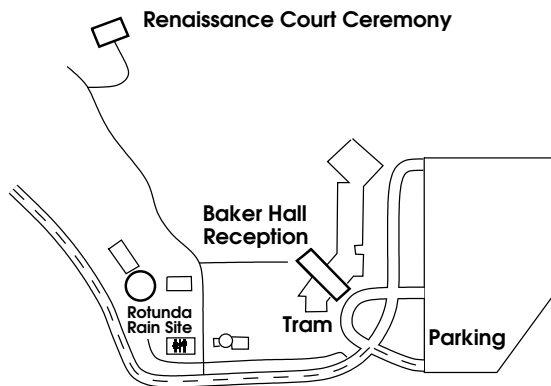 Renaissance Court Ceremony
Baker Hall
Reception
Rotunda
Rain Site
Tram
Parking